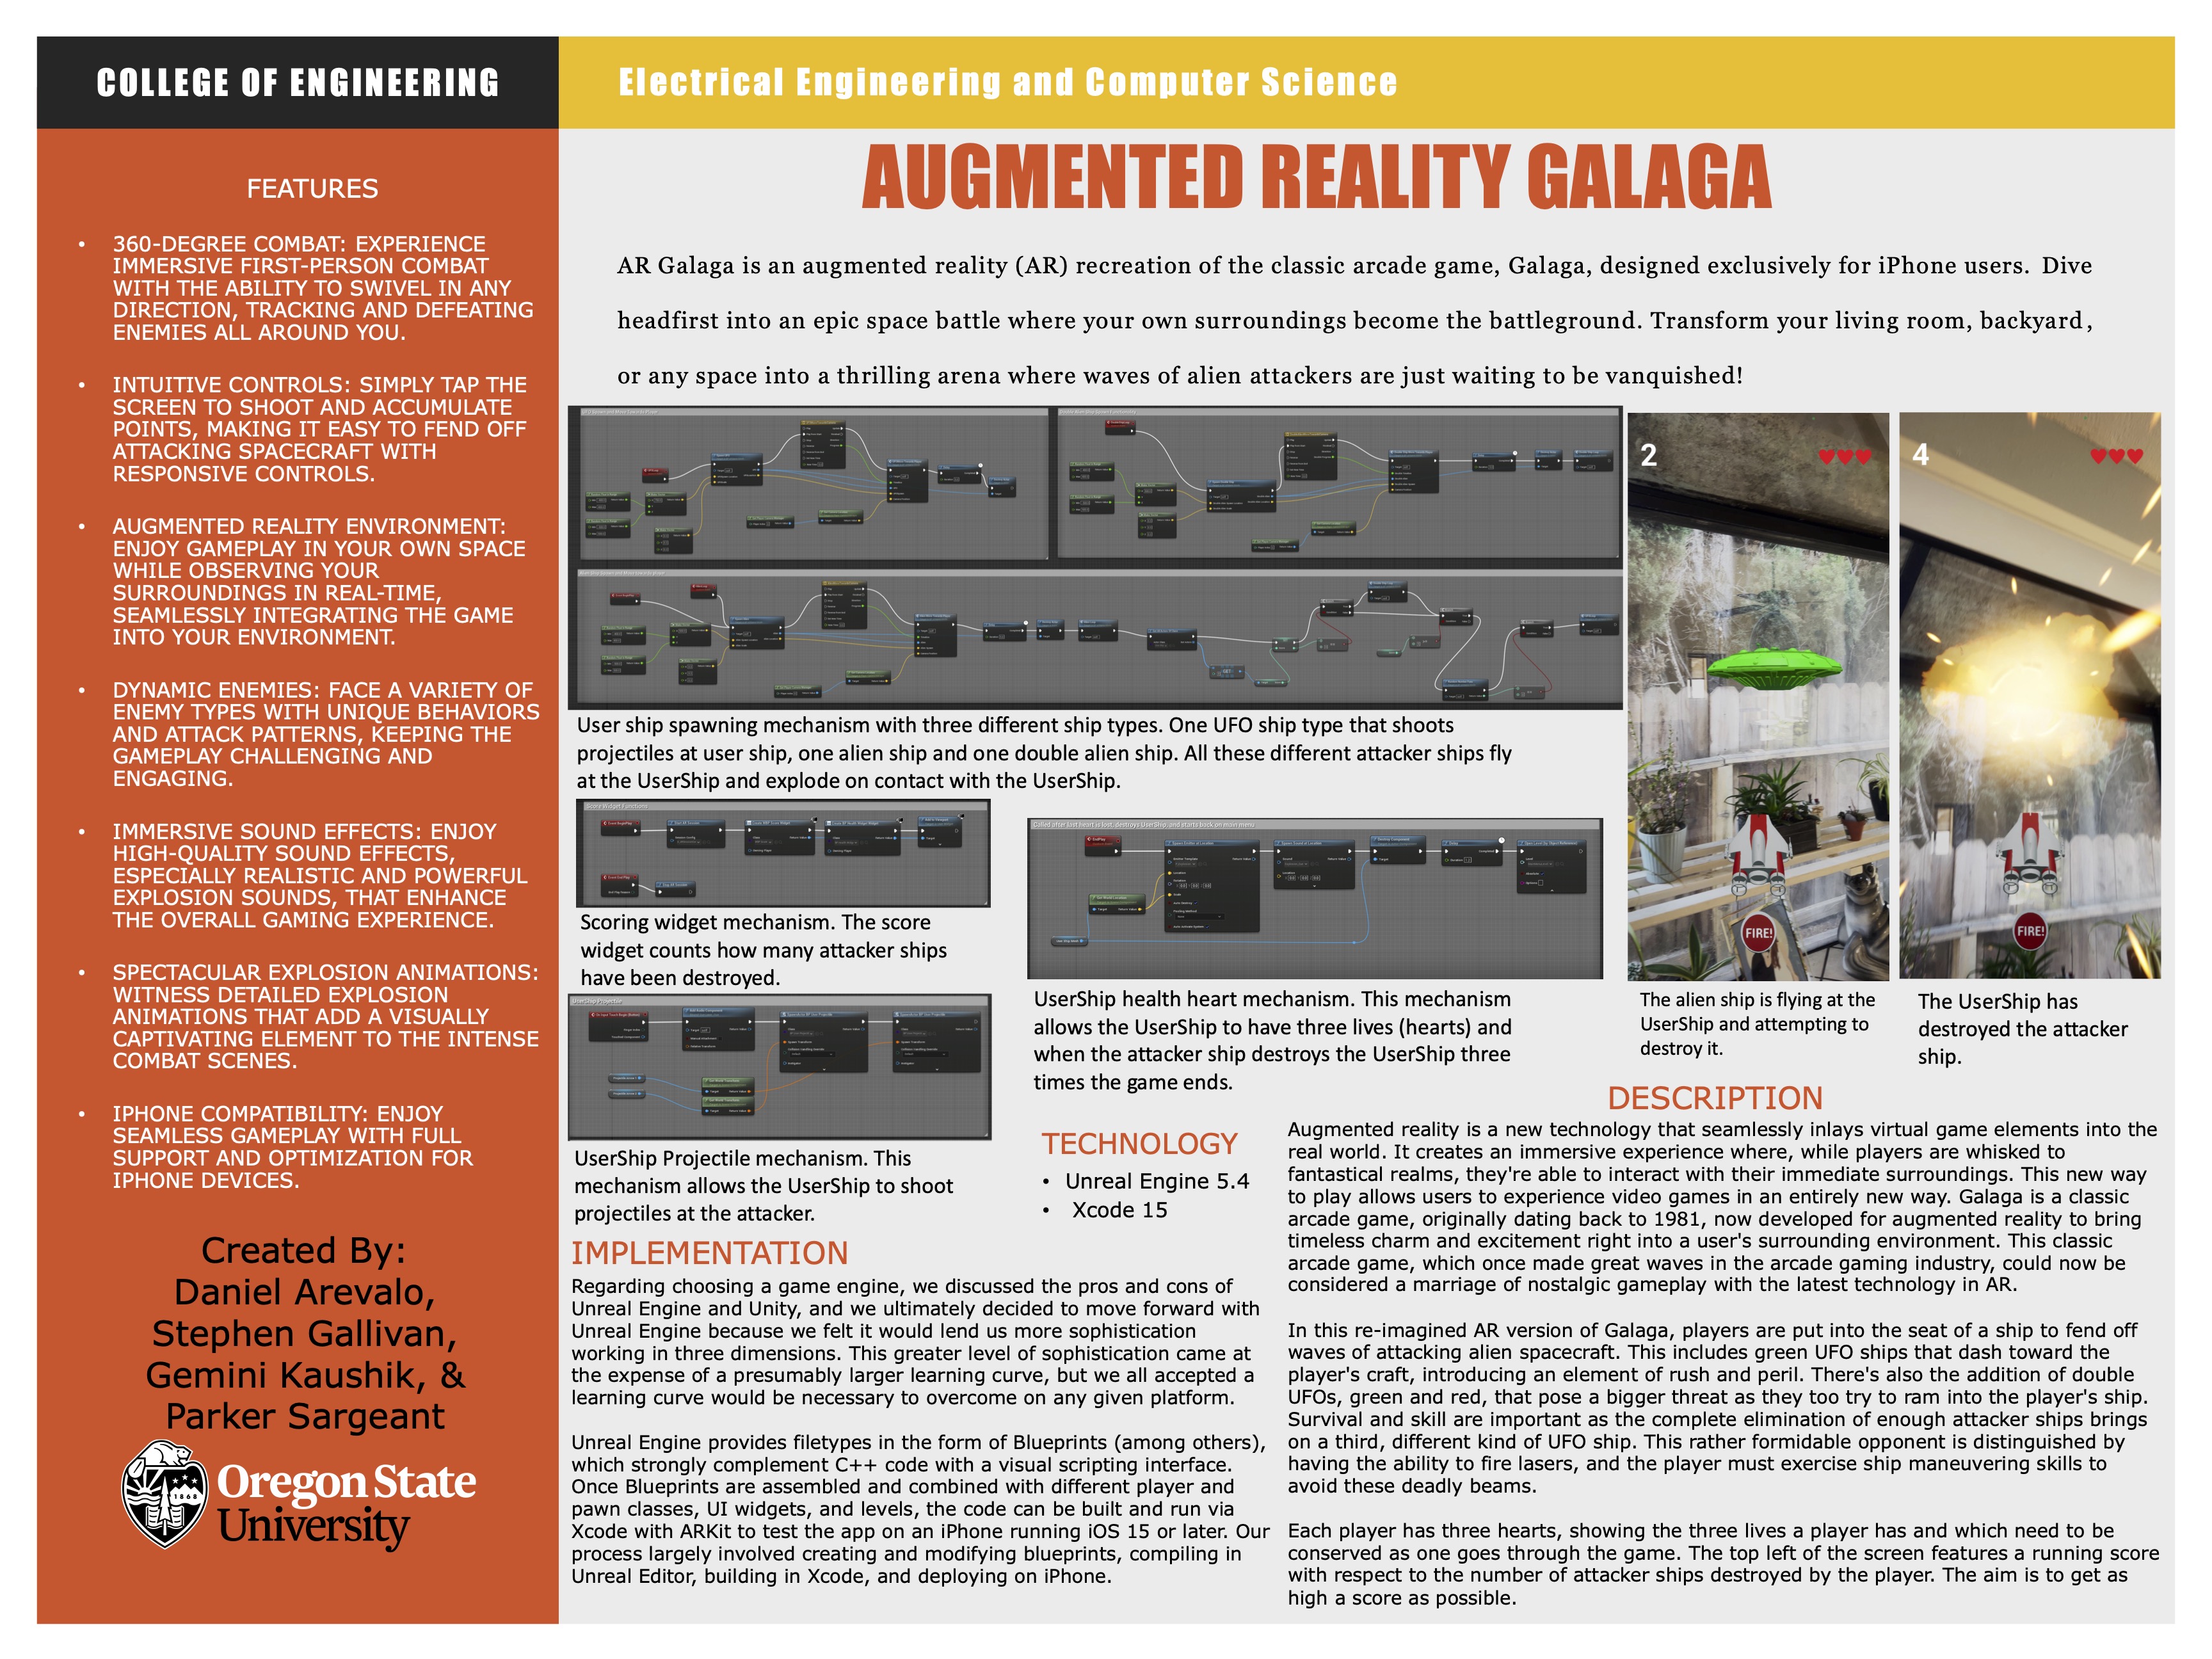 COLLEGE OF ENGINEERING
Electrical Engineering and Computer Science
FEATURES
• 360-DEGREE COMBAT: EXPERIENCE
IMMERSIVE FIRST-PERSON COMBAT
WITH THE ABILITY TO SWIVEL IN ANY
DIRECTION, TRACKING AND DEFEATING
ENEMIES ALL AROUND YOU.
• INTUITIVE CONTROLS: SIMPLY TAP THE
SCREEN TO SHOOT AND ACCUMULATE
POINTS, MAKING IT EASY TO FEND OFF
ATTACKING SPACECRAFT WITH
RESPONSIVE CONTROLS.
• AUGMENTED REALITY ENVIRONMENT:
ENJOY GAMEPLAY IN YOUR OWN SPACE
WHILE OBSERVING YOUR
SURROUNDINGS IN REAL-TIME,
SEAMLESSLY INTEGRATING THE GAME
INTO YOUR ENVIRONMENT.
• DYNAMIC ENEMIES: FACE A VARIETY OF
ENEMY TYPES WITH UNIQUE BEHAVIORS
AND ATTACK PATTERNS, KEEPING THE
GAMEPLAY CHALLENGING AND
ENGAGING.
• IMMERSIVE SOUND EFFECTS: ENJOY
HIGH-QUALITY SOUND EFFECTS,
ESPECIALLY REALISTIC AND POWERFUL
EXPLOSION SOUNDS, THAT ENHANCE
THE OVERALL GAMING EXPERIENCE.
• SPECTACULAR EXPLOSION ANIMATIONS:
WITNESS DETAILED EXPLOSION
ANIMATIONS THAT ADD A VISUALLY
CAPTIVATING ELEMENT TO THE INTENSE
COMBAT SCENES.
• IPHONE COMPATIBILITY: ENJOY
SEAMLESS GAMEPLAY WITH FULL
SUPPORT AND OPTIMIZATION FOR
IPHONE DEVICES.
Created By:
Daniel Arevalo,
Stephen Gallivan,
Gemini Kaushik, &
Parker Sargeant
1868
Oregon State
University
AUGMENTED REALITY GALAGA
AR Galaga is an augmented reality (AR) recreation of the classic arcade game, Galaga, designed exclusively for iPhone users. Dive
headfirst into an epic space battle where your own surroundings become the battleground. Transform your living room, backyard,
or any space into a thrilling arena where waves of alien attackers are just waiting to be vanquished!
User ship spawning mechanism with three different ship types. One UFO ship type that shoots
projectiles at user ship, one alien ship and one double alien ship. All these different attacker ships fly
at the UserShip and explode on contact with the UserShip.
Score Widget Functions
Scoring widget mechanism. The score
widget counts how many attacker ships
have been destroyed.
UserShip Projectile
UserShip Projectile mechanism. This
mechanism allows the UserShip to shoot
projectiles at the attacker.
Called after last heart is lost, destroys UserShip, and starts back on main menu
UserShip health heart mechanism. This mechanism
allows the UserShip to have three lives (hearts) and
when the attacker ship destroys the UserShip three
times the game ends.
2
FIRE!
The alien ship is flying at the
UserShip and attempting to
destroy it.
4
FIRE!
The UserShip has
destroyed the attacker
ship.
TECHNOLOGY
• Unreal Engine 5.4
• Xcode 15
IMPLEMENTATION
Regarding choosing a game engine, we discussed the pros and cons of
Unreal Engine and Unity, and we ultimately decided to move forward with
Unreal Engine because we felt it would lend us more sophistication
working in three dimensions. This greater level of sophistication came at
the expense of a presumably larger learning curve, but we all accepted a
learning curve would be necessary to overcome on any given platform.
Unreal Engine provides filetypes in the form of Blueprints (among others),
which strongly complement C++ code with a visual scripting interface.
Once Blueprints are assembled and combined with different player and
pawn classes, UI widgets, and levels, the code can be built and run via
Xcode with ARKit to test the app on an iPhone running iOS 15 or later. Our
process largely involved creating and modifying blueprints, compiling in
Unreal Editor, building in Xcode, and deploying on iPhone.
DESCRIPTION
Augmented reality is a new technology that seamlessly inlays virtual game elements into the
real world. It creates an immersive experience where, while players are whisked to
fantastical realms, they're able to interact with their immediate surroundings. This new way
to play allows users to experience video games in an entirely new way. Galaga is a classic
arcade game, originally dating back to 1981, now developed for augmented reality to bring
timeless charm and excitement right into a user's surrounding environment. This classic
arcade game, which once made great waves in the arcade gaming industry, could now be
considered a marriage of nostalgic gameplay with the latest technology in AR.
In this re-imagined AR version of Galaga, players are put into the seat of a ship to fend off
waves of attacking alien spacecraft. This includes green UFO ships that dash toward the
player's craft, introducing an element of rush and peril. There's also the addition of double
UFOs, green and red, that pose a bigger threat as they too try to ram into the player's ship.
Survival and skill are important as the complete elimination of enough attacker ships brings
on a third, different kind of UFO ship. This rather formidable opponent is distinguished by
having the ability to fire lasers, and the player must exercise ship maneuvering skills to
avoid these deadly beams.
Each player has three hearts, showing the three lives a player has and which need to be
conserved as one goes through the game. The top left of the screen features a running score
with respect to the number of attacker ships destroyed by the player. The aim is to get as
high a score as possible.